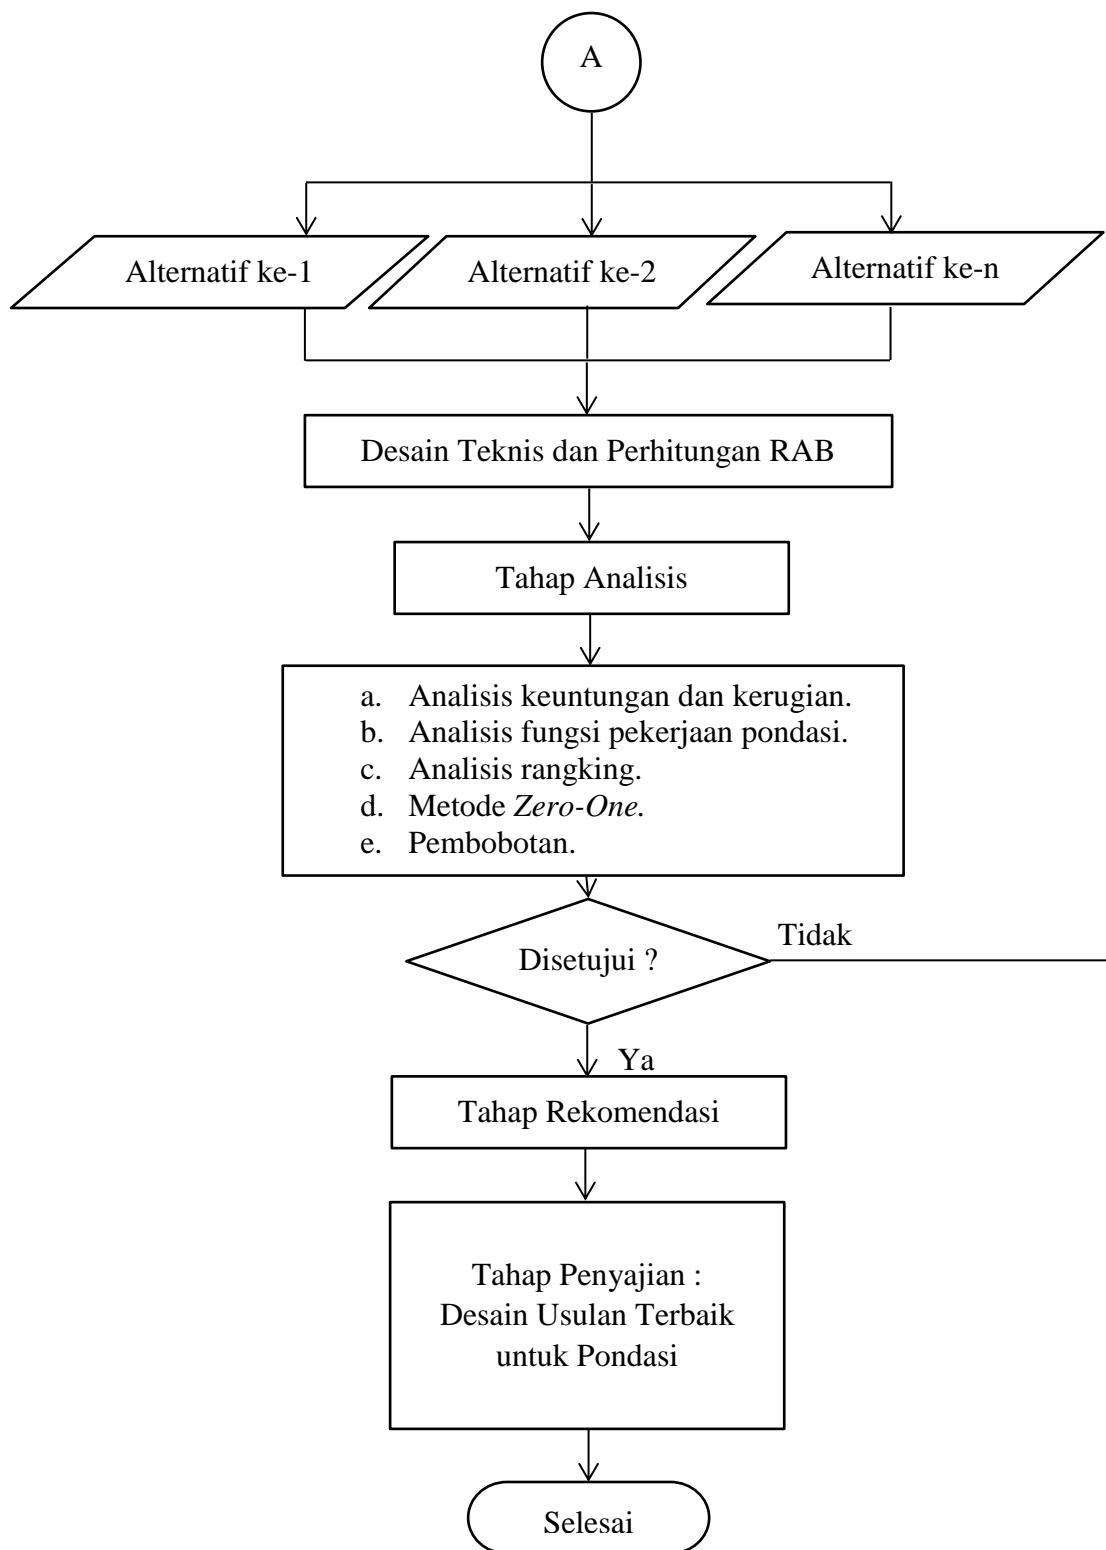 A
Alternatif ke-1
Alternatif ke-2
Alternatif ke-n
Desain Teknis dan Perhitungan RAB
Tahap Analisis
a. Analisis keuntungan dan kerugian.
b. Analisis fungsi pekerjaan pondasi.
c. Analisis rangking.
d. Metode Zero-One.
e. Pembobotan.
Disetujui ?
Tidak
Ya
Tahap Rekomendasi
Tahap Penyajian :
Desain Usulan Terbaik
untuk Pondasi
Selesai